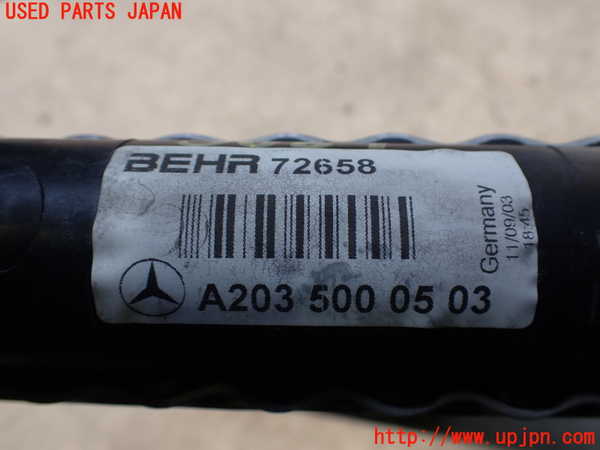 USED PARTS JAPAN
BEHR 72658
A203 500 05 03
Germany
11/09/03
18:45
http://www.upjpn.com/